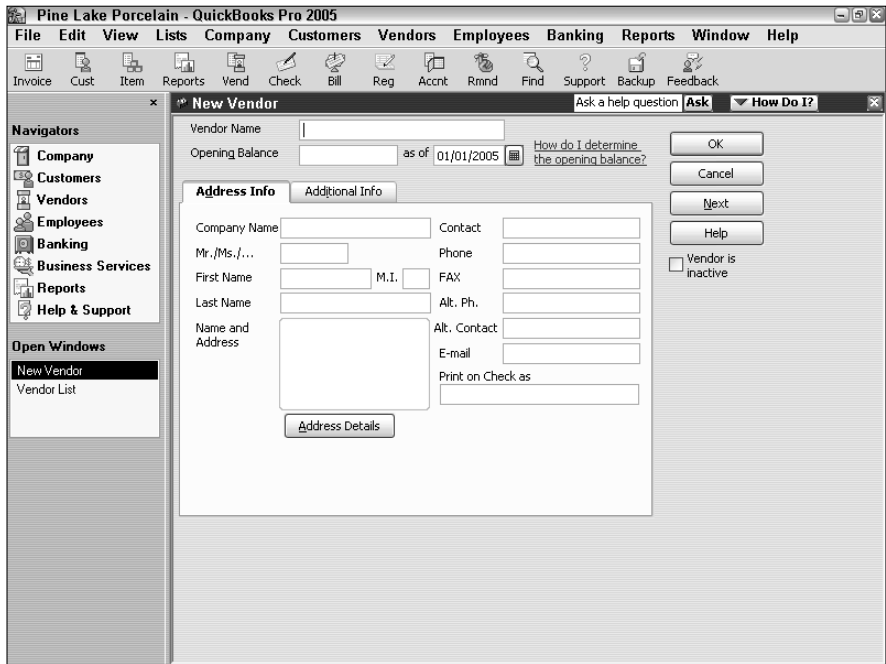 Pine Lake Porcelain - QuickBooks Pro 2005
File Edit View Lists Company Customers Vendors Employees Banking Reports Window Help
Invoice Cust Item Reports Vend Check Bill Reg Accnt Rmnd Find Support Backup Feedback
New Vendor Ask a help question Ask How Do I?
Navigators
Company
Customers
Vendors
Employees
Banking
Business Services
Reports
Help & Support
Open Windows
New Vendor
Vendor List
Vendor Name
Opening Balance as of 01/01/2005 How do I determine
the opening balance?
Address Info Additional Info
Company Name Contact
Mr./Ms./... Phone
First Name M.I. FAX
Last Name Alt. Ph.
Name and Alt. Contact
Address
E-mail
Print on Check as
Address Details
OK
Cancel
Next
Help
Vendor is
inactive